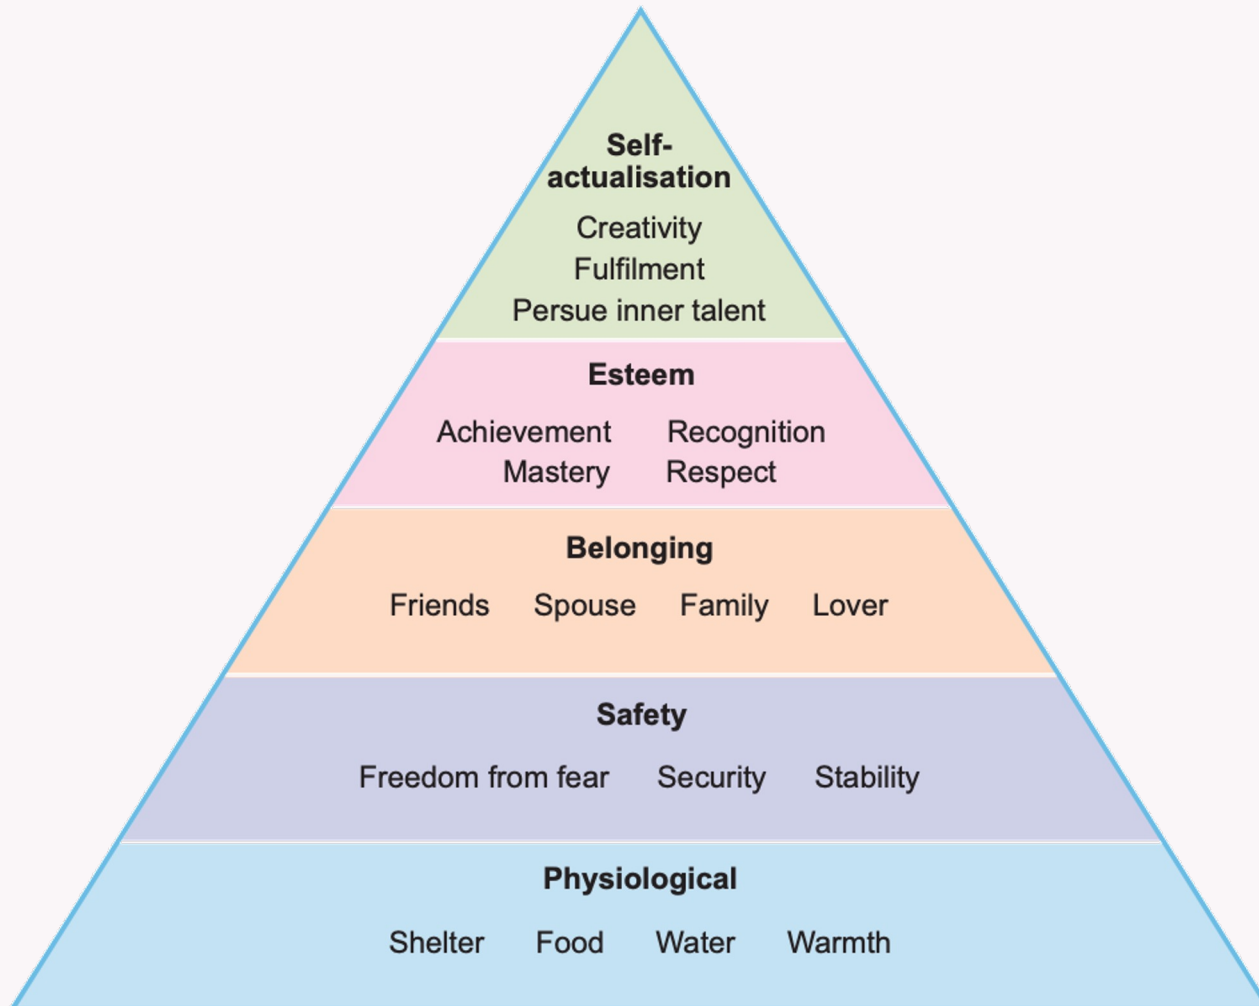 Self-
actualisation
Creativity
Fulfilment
Persue inner talent
Esteem
Achievement Recognition
Mastery Respect
Belonging
Friends Spouse Family Lover
Safety
Freedom from fear Security Stability
Physiological
Shelter Food Water Warmth